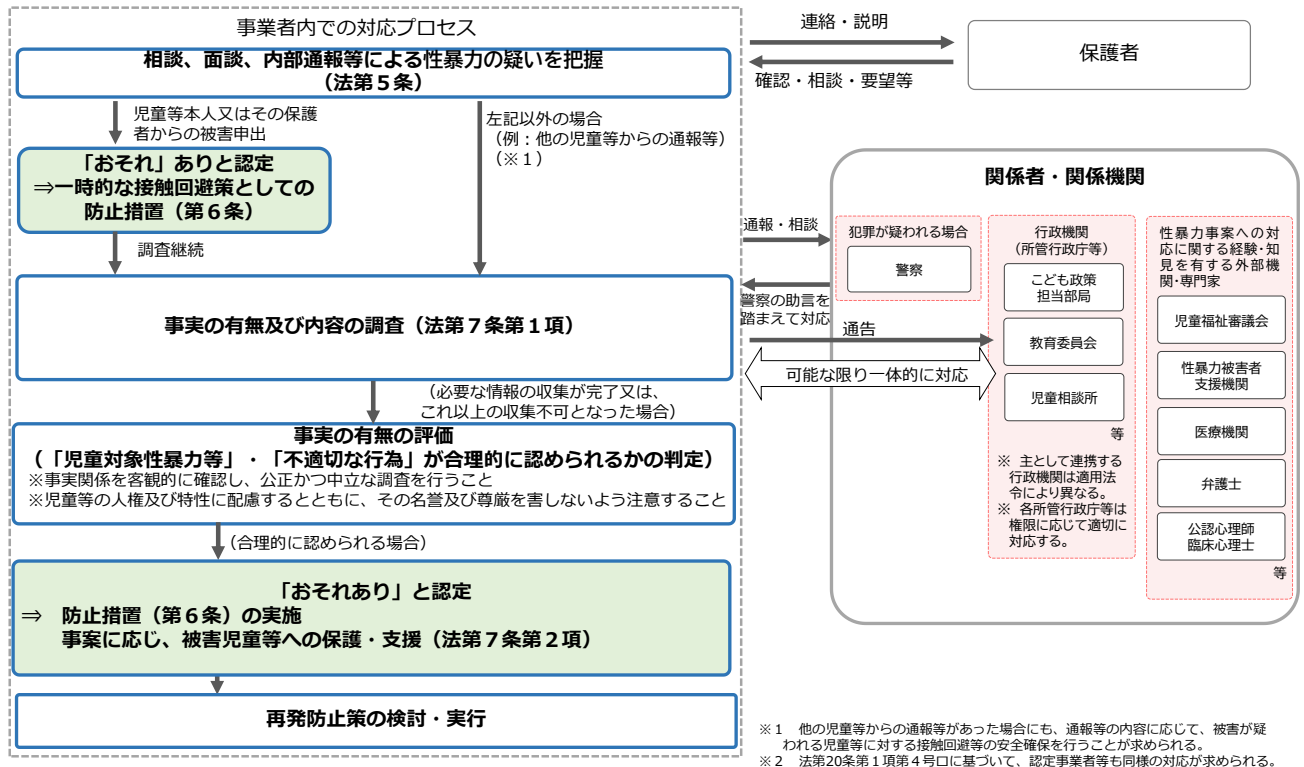 事業者内での対応プロセス
相談、面談、内部通報等による性暴力の疑いを把握
（法第５条）
児童等本人又はその保護
者からの被害申出
左記以外の場合
（例：他の児童等からの通報等）
（※１）
「おそれ」ありと認定
⇒一時的な接触回避策としての
防止措置（第６条）
調査継続
事実の有無及び内容の調査（法第７条第１項）
（必要な情報の収集が完了又は、
これ以上の収集不可となった場合）
事実の有無の評価
（「児童対象性暴力等」・「不適切な行為」が合理的に認められるかの判定）
※事実関係を客観的に確認し、公正かつ中立な調査を行うこと
※児童等の人権及び特性に配慮するとともに、その名誉及び尊厳を害しないよう注意すること
（合理的に認められる場合）
「おそれあり」と認定
⇒　防止措置（第６条）の実施
事案に応じ、被害児童等への保護・支援（法第７条第２項）
再発防止策の検討・実行
連絡・説明
確認・相談・要望等
保護者
通報・相談
警察の助言を
踏まえて対応
通告
可能な限り一体的に対応
関係者・関係機関
犯罪が疑われる場合
警察
行政機関
（所管行政庁等）
こども政策
担当部局
教育委員会
児童相談所
等
※ 主として連携する
行政機関は適用法
令により異なる。
※ 各所管行政庁等は
権限に応じて適切に
対応する。
性暴力事案への対
応に関する経験・知
見を有する外部機
関・専門家
児童福祉審議会
性暴力被害者
支援機関
医療機関
弁護士
公認心理師
臨床心理士
等
※１　他の児童等からの通報等があった場合にも、通報等の内容に応じて、被害が疑
われる児童等に対する接触回避等の安全確保を行うことが求められる。
※２　法第20条第１項第４号ロに基づいて、認定事業者等も同様の対応が求められる。